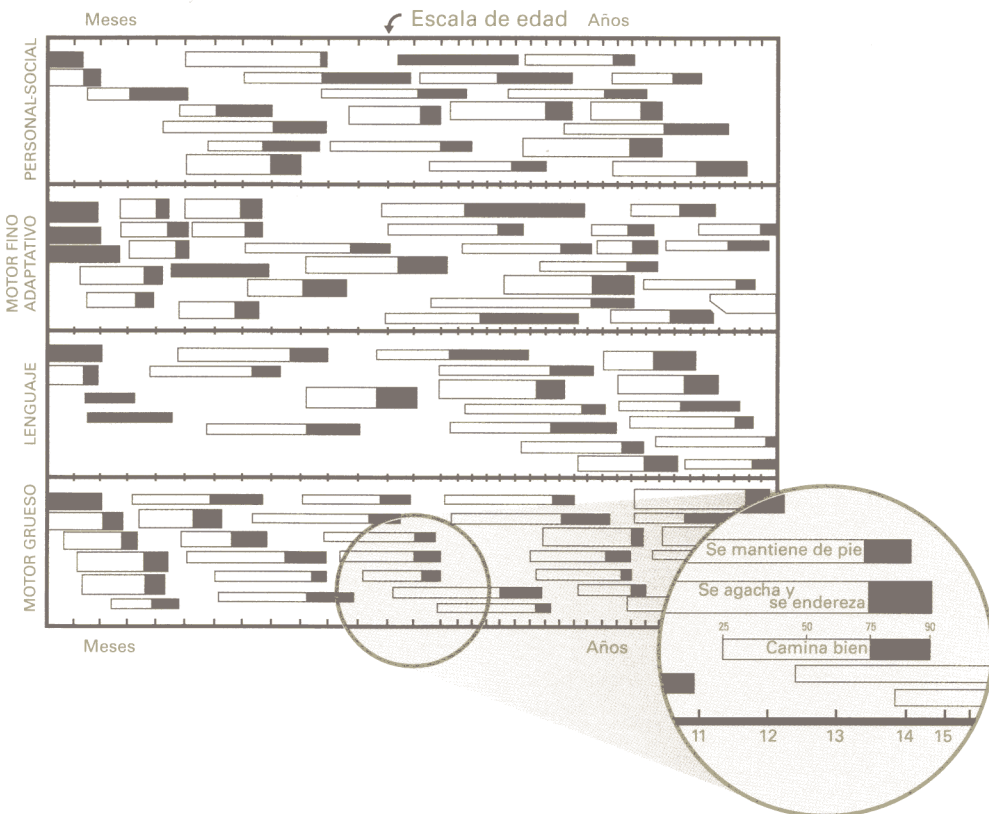 Meses
Escala de edad
Años
PERSONAL-SOCIAL
MOTOR FINO
ADAPTATIVO
LENGUAJE
MOTOR GRUESO
Se mantiene de pie
Se agacha y
se endereza
25 50 75 90
Camina bien
11 12 13 14 15
Meses
Años